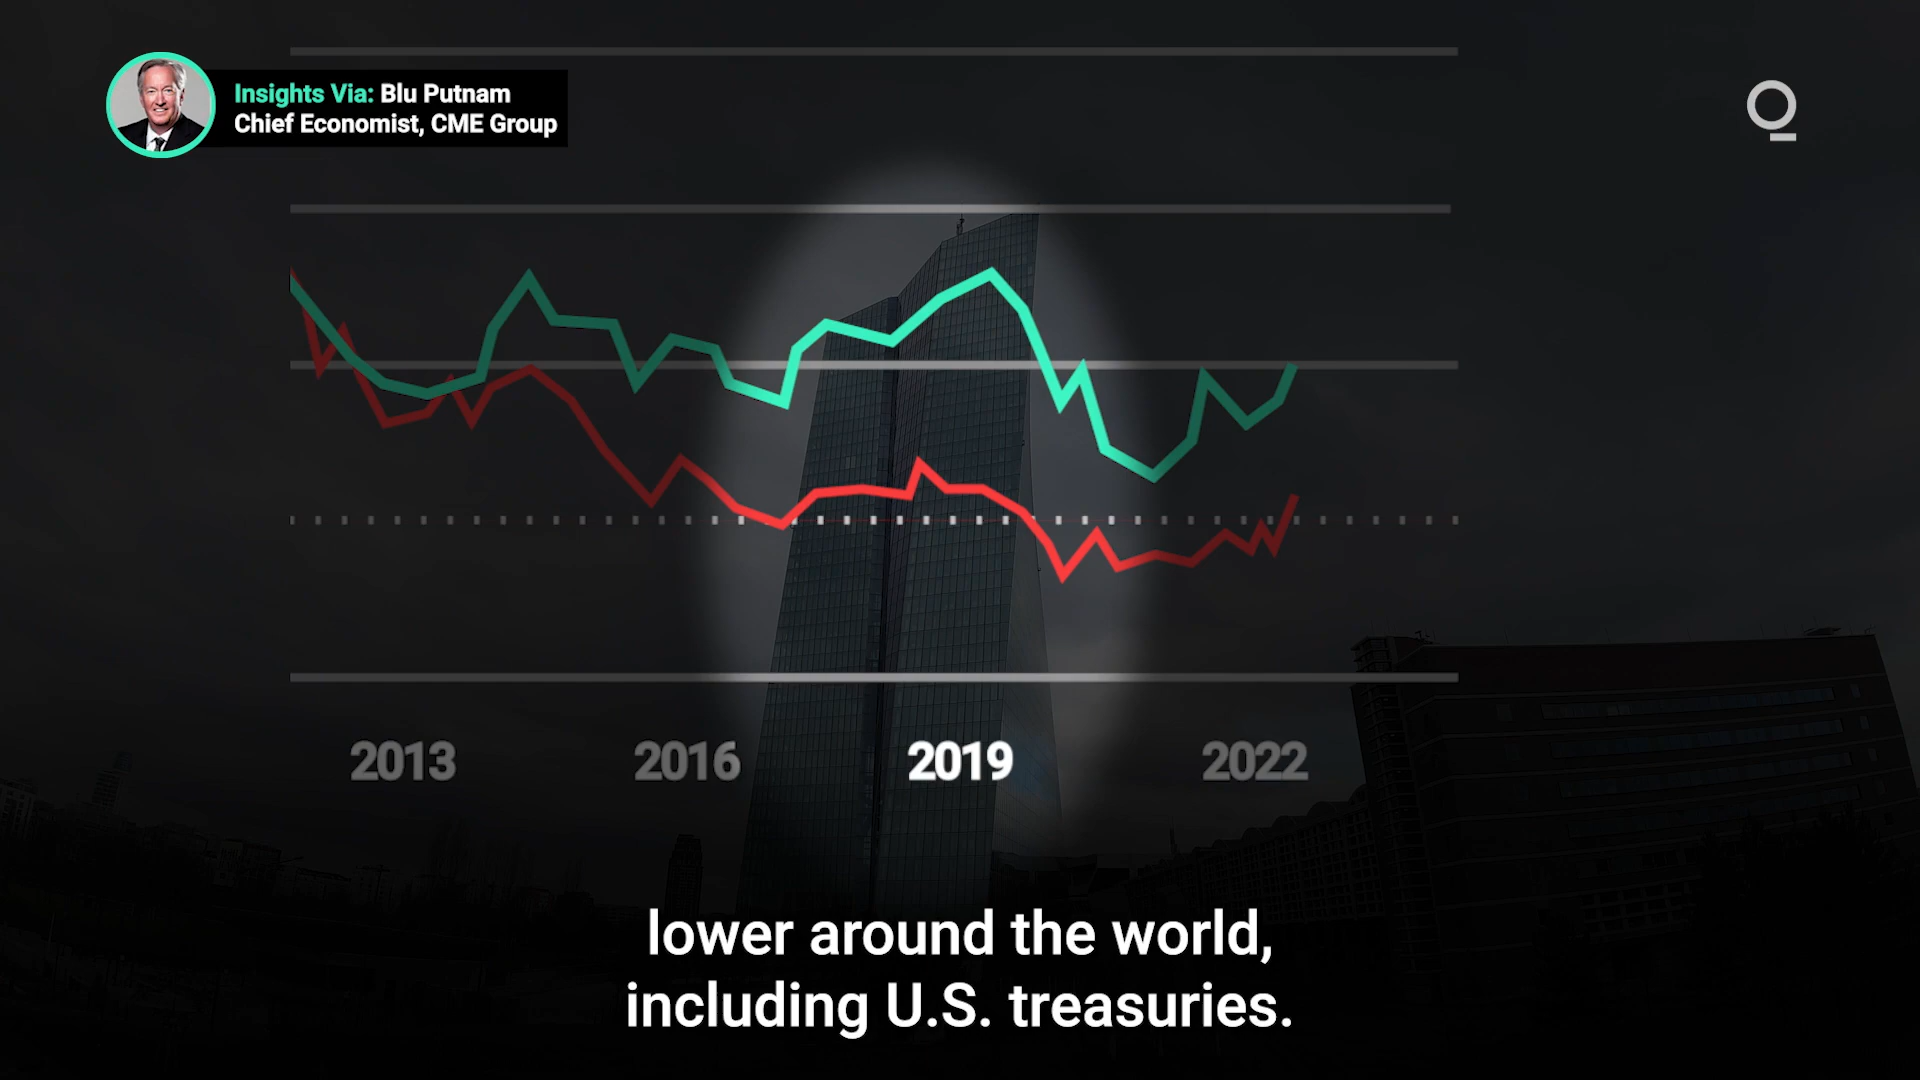 Insights Via: Blu Putnam
Chief Economist, CME Group
2013 2016 2019 2022
lower around the world,
including U.S. treasuries.